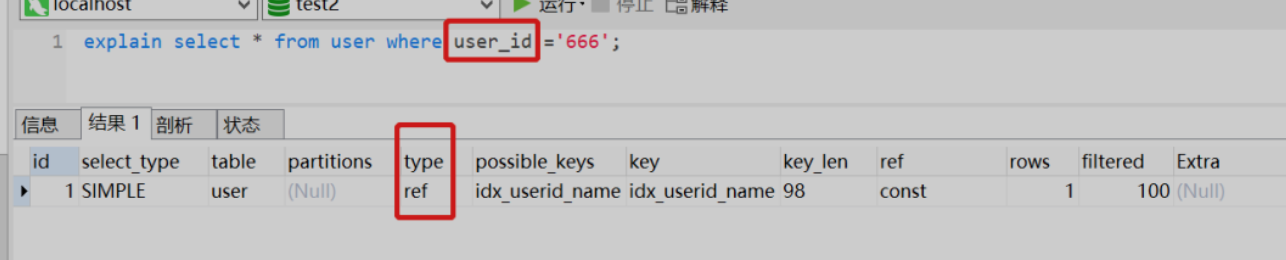 localhost test2 运行· 停止 解释
1 explain select * from user where user_id ='666';
信息 结果 1 剖析 状态
id select_type table partitions type possible_keys key key_len ref rows filtered Extra
1 SIMPLE user (Null) ref idx_userid_name idx_userid_name 98 const 1 100 (Null)